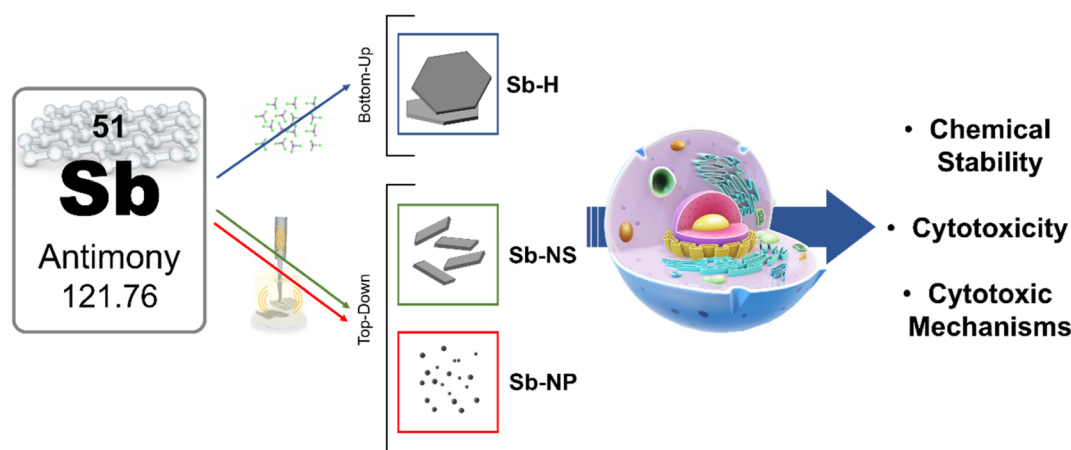 51
Sb
Antimony
121.76
Bottom-Up
Sb-H
Top-Down
Sb-NS
Sb-NP
• Chemical
Stability
• Cytotoxicity
• Cytotoxic
Mechanisms